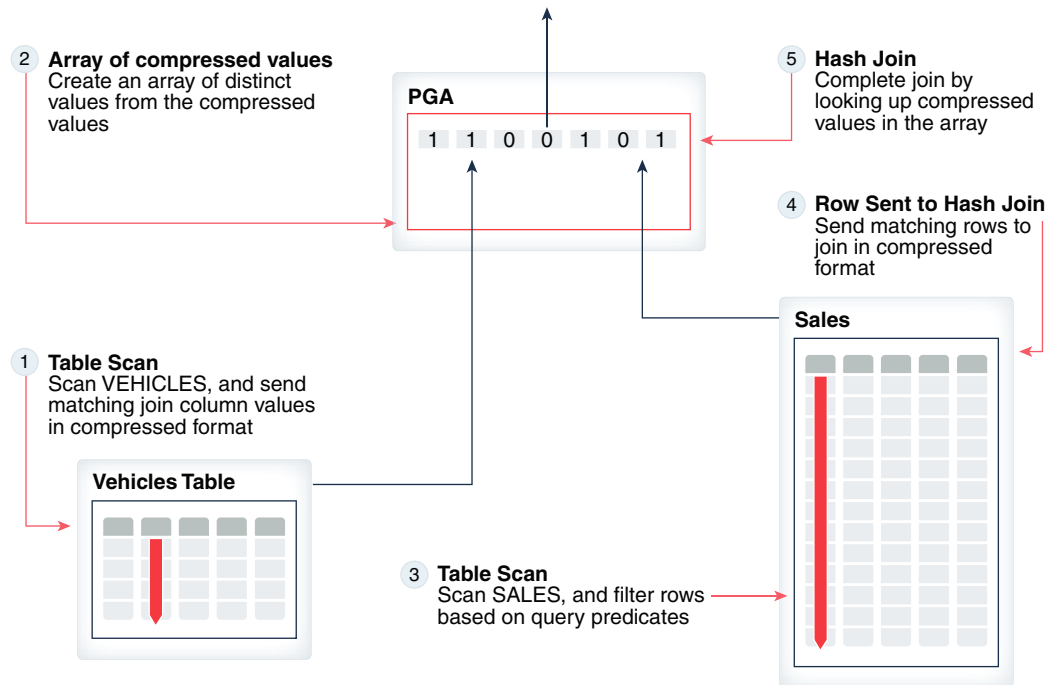 2 Array of compressed values
Create an array of distinct
values from the compressed
values
PGA
1 1 0 0 1 0 1
5 Hash Join
Complete join by
looking up compressed
values in the array
4 Row Sent to Hash Join
Send matching rows to
join in compressed
format
Sales
1 Table Scan
Scan VEHICLES, and send
matching join column values
in compressed format
Vehicles Table
3 Table Scan
Scan SALES, and filter rows
based on query predicates